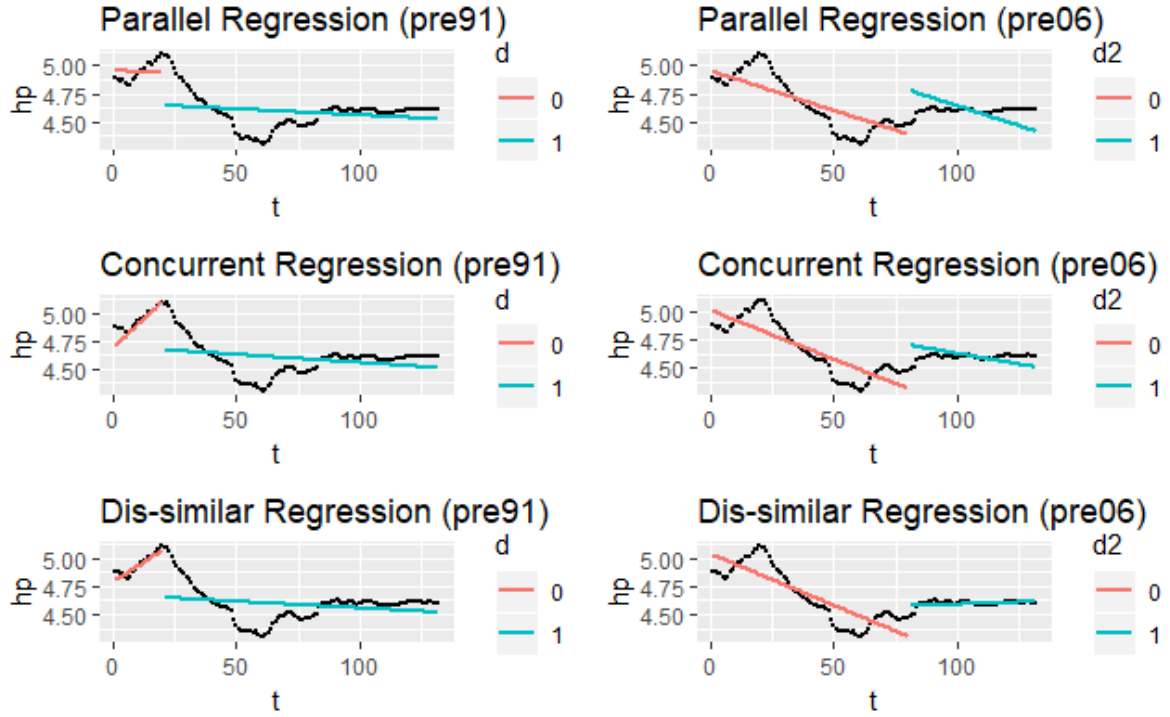 Parallel Regression (pre91)
hp
5.00
4.75
4.50
0
50
100
t
d
0
1
Parallel Regression (pre06)
hp
5.00
4.75
4.50
0
50
100
t
d2
0
1
Concurrent Regression (pre91)
hp
5.00
4.75
4.50
0
50
100
t
d
0
1
Concurrent Regression (pre06)
hp
5.00
4.75
4.50
0
50
100
t
d2
0
1
Dis-similar Regression (pre91)
hp
5.00
4.75
4.50
0
50
100
t
d
0
1
Dis-similar Regression (pre06)
hp
5.00
4.75
4.50
0
50
100
t
d2
0
1